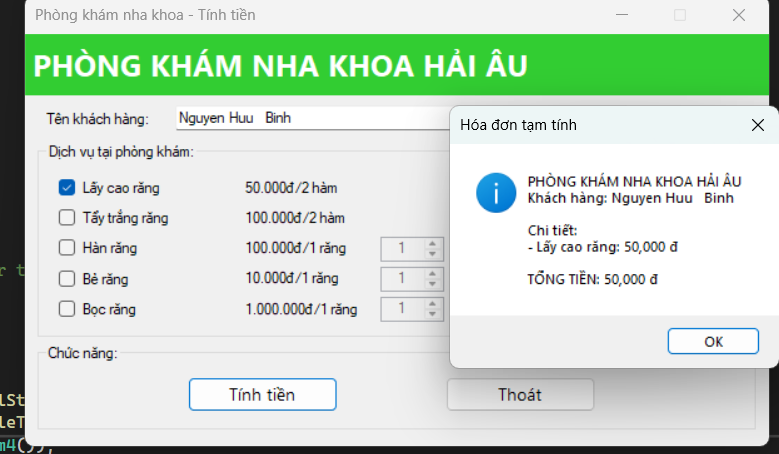 Phòng khám nha khoa - Tính tiền
PHÒNG KHÁM NHA KHOA HẢI ÂU
Tên khách hàng: Nguyen Huu   Binh
Dịch vụ tại phòng khám:
Lấy cao răng 50.000đ/2 hàm
Tẩy trắng răng 100.000đ/2 hàm
Hàn răng 100.000đ/1 răng 1
Bẻ răng 10.000đ/1 răng 1
Bọc răng 1.000.000đ/1 răng 1
Chức năng:
Tính tiền Thoát
Hóa đơn tạm tính
PHÒNG KHÁM NHA KHOA HẢI ÂU
Khách hàng: Nguyen Huu   Binh
Chi tiết:
- Lấy cao răng: 50,000 đ
TỔNG TIỀN: 50,000 đ
OK
r t
lSt
leT
m4());